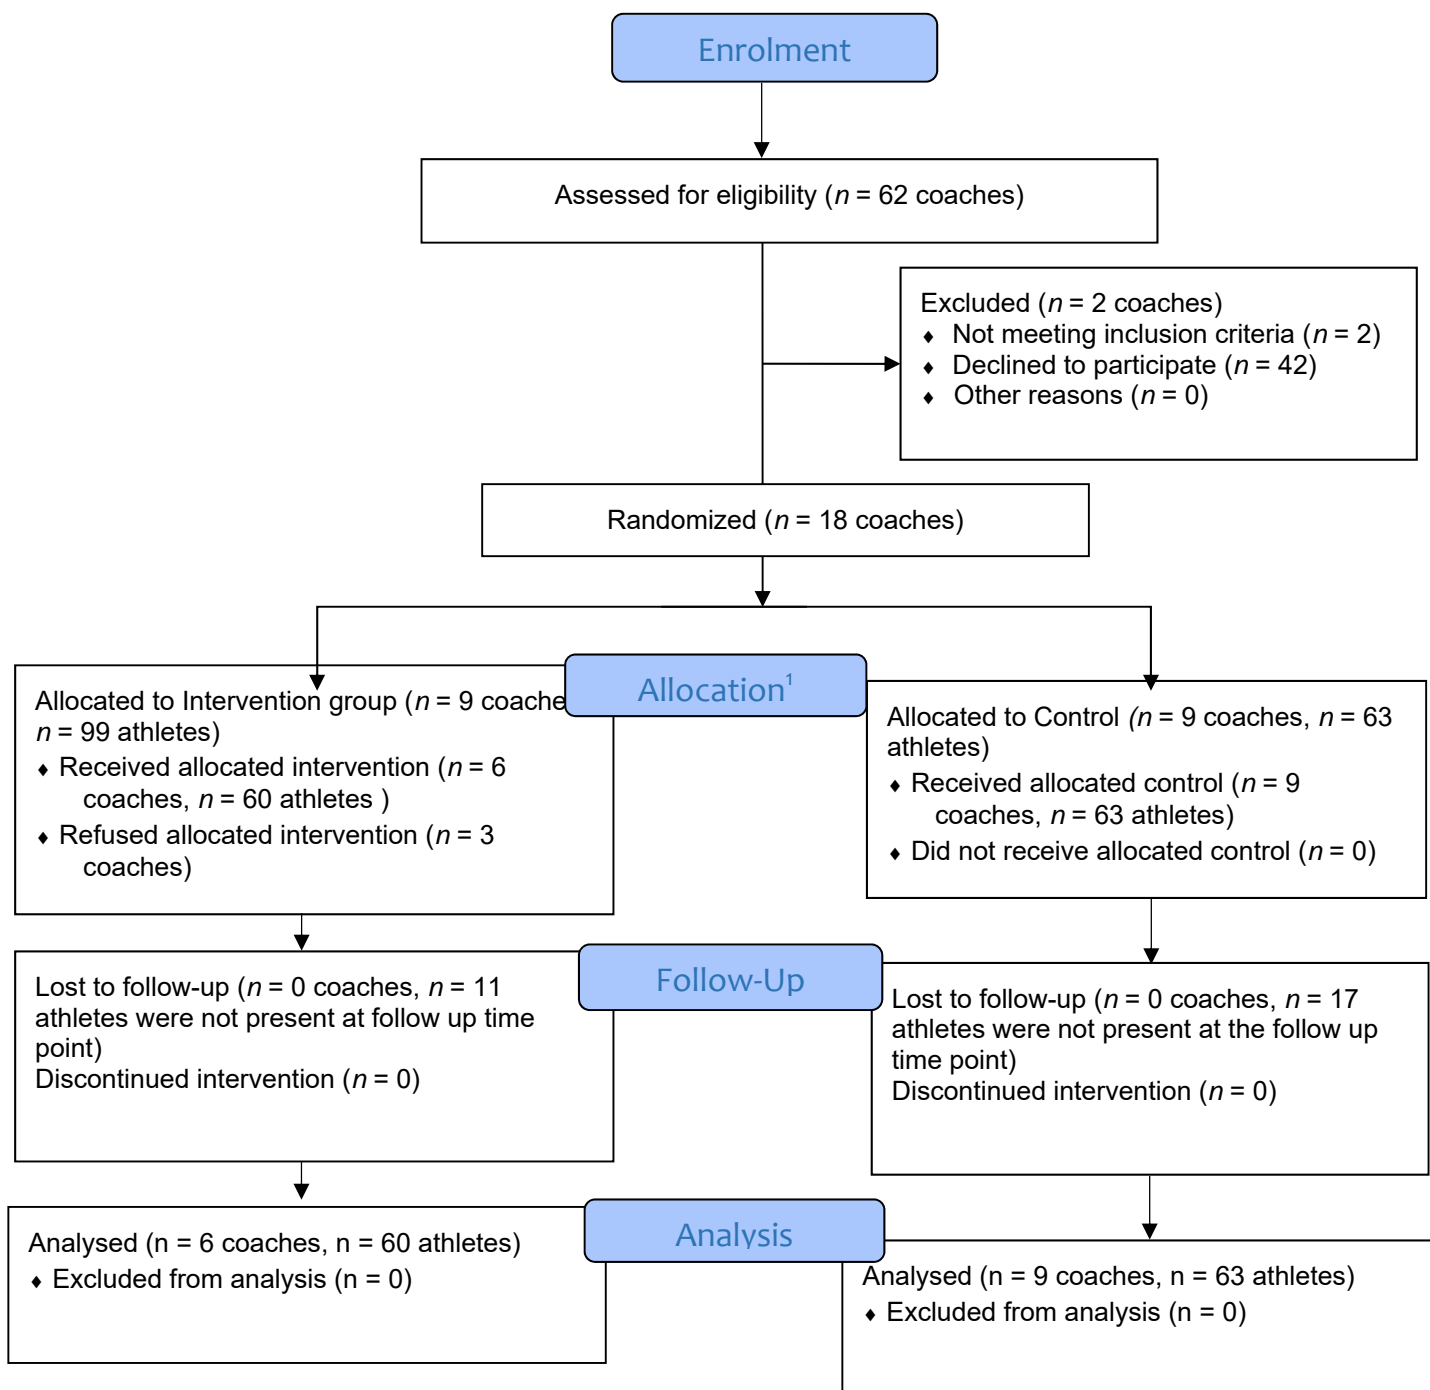 Enrolment
Assessed for eligibility (n = 62 coaches)
Excluded (n = 2 coaches)
♦ Not meeting inclusion criteria (n = 2)
♦ Declined to participate (n = 42)
♦ Other reasons (n = 0)
Randomized (n = 18 coaches)
Allocation¹
Allocated to Intervention group (n = 9 coache
n = 99 athletes)
♦ Received allocated intervention (n = 6
coaches, n = 60 athletes )
♦ Refused allocated intervention (n = 3
coaches)
Allocated to Control (n = 9 coaches, n = 63
athletes)
♦ Received allocated control (n = 9
coaches, n = 63 athletes)
♦ Did not receive allocated control (n = 0)
Follow-Up
Lost to follow-up (n = 0 coaches, n = 11
athletes were not present at follow up time
point)
Discontinued intervention (n = 0)
Lost to follow-up (n = 0 coaches, n = 17
athletes were not present at the follow up
time point)
Discontinued intervention (n = 0)
Analysis
Analysed (n = 6 coaches, n = 60 athletes)
♦ Excluded from analysis (n = 0)
Analysed (n = 9 coaches, n = 63 athletes)
♦ Excluded from analysis (n = 0)